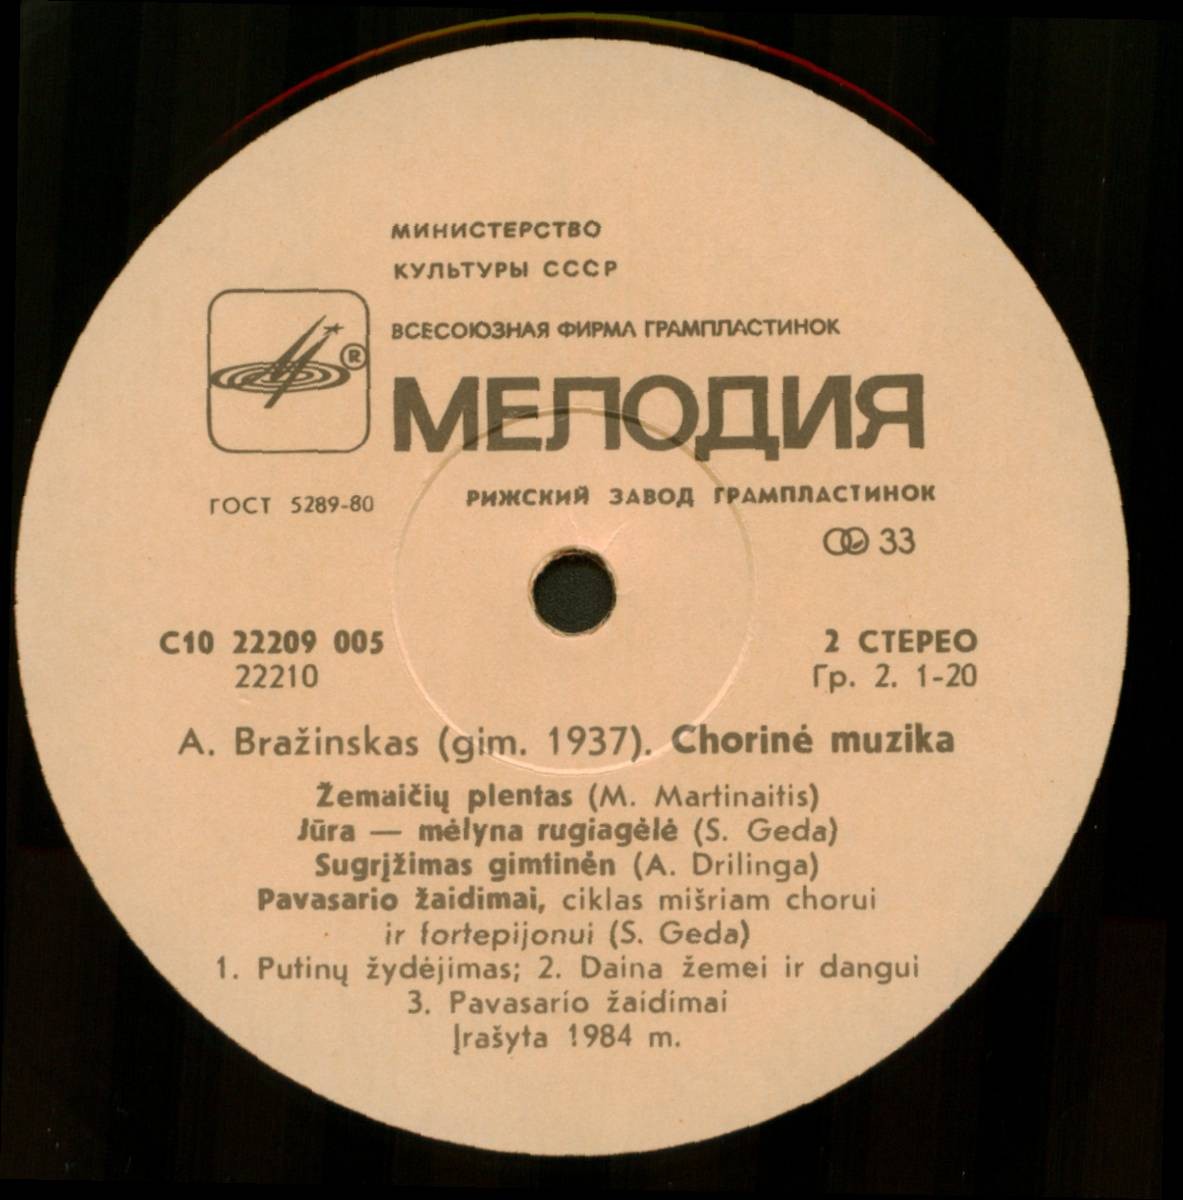 МИНИСТЕРСТВО
КУЛЬТУРЫ СССР
ВСЕСОЮЗНАЯ ФИРМА ГРАМПЛАСТИНОК
®
МЕЛОДИЯ
ГОСТ 5289-80
РИЖСКИЙ ЗАВОД ГРАМПЛАСТИНОК
33
С10 22209 005
22210
2 СТЕРЕО
Гр. 2. 1-20
A. Bražinskas (gim. 1937). Chorinė muzika
Žemaičių plentas (M. Martinaitis)
Jūra — mėlyna rugiagėlė (S. Geda)
Sugrįžimas gimtinėn (A. Drilinga)
Pavasario žaidimai, ciklas mišriam chorui
ir fortepijonui (S. Geda)
1. Putinų žydėjimas; 2. Daina žemei ir dangui
3. Pavasario žaidimai
Įrašyta 1984 m.